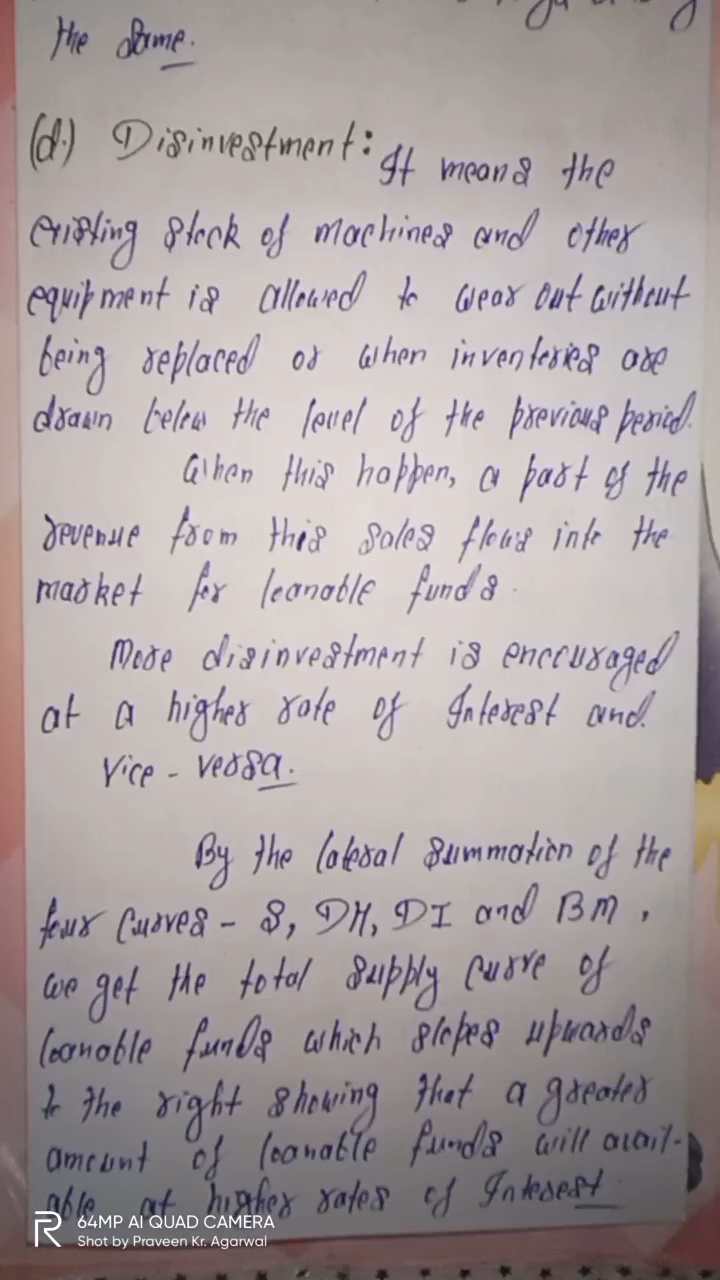 the same.
(d.) Disinvestment:
It means the
existing stock of machines and other
equipment is allowed to wear out without
being replaced or when inventories are
drawn below the level of the previous period.
When this happen, a part of the
revenue from this sales flows into the
market for loanable funds.
More disinvestment is encouraged
at a higher rate of Interest and
Vice-versa.
By the lateral summation of the
four curves - S, DH, DI and BM,
we get the total supply curve of
loanable funds which slopes upwards
to the right showing that a greater
amount of loanable funds will avail-
able at higher rates of Interest.
64MP AI QUAD CAMERA
Shot by Praveen Kr. Agarwal